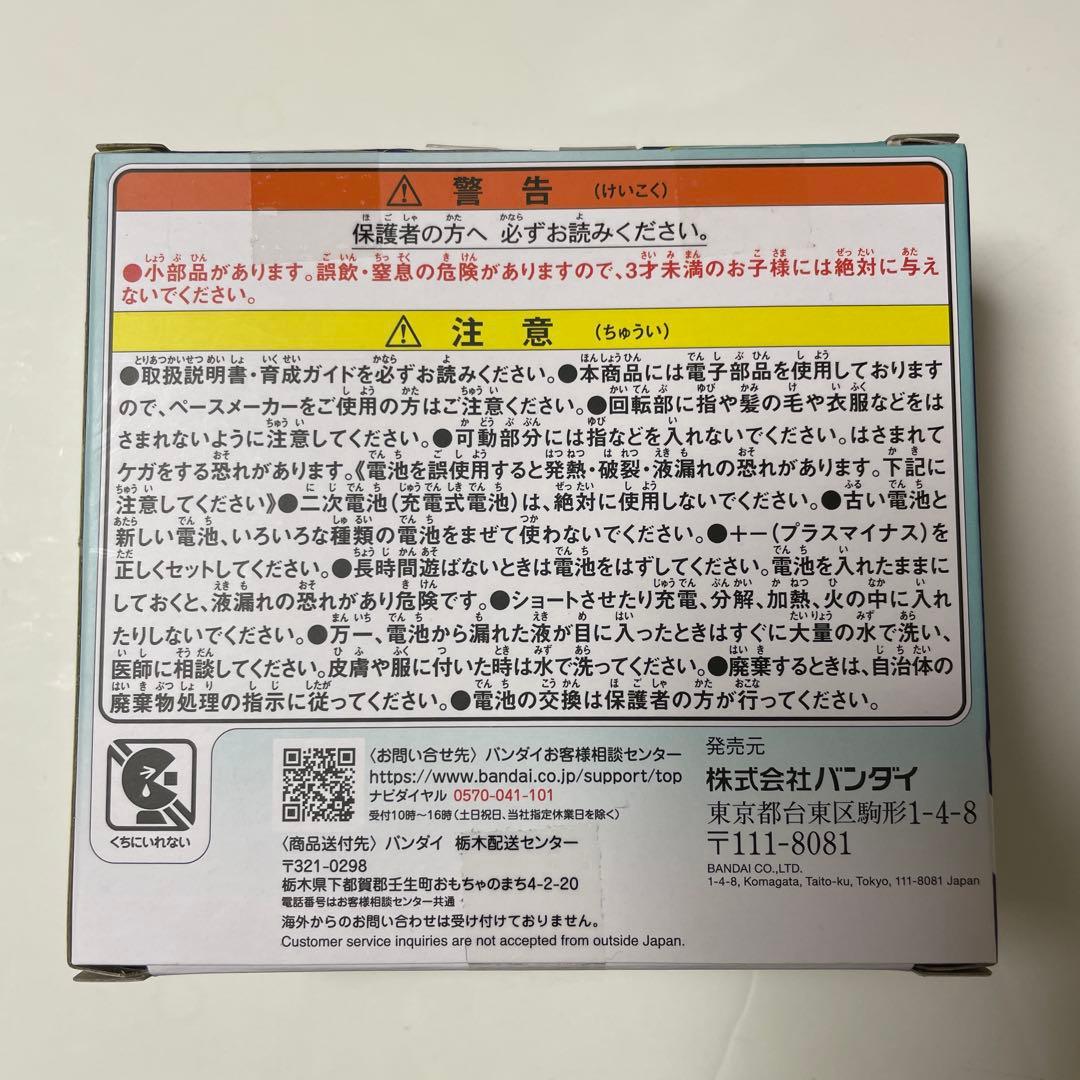 警告 (けいこく)
保護者の方へ 必ずお読みください。
●小部品があります。誤飲・窒息の危険がありますので、3才未満のお子様には絶対に与え
ないでください。
注意 (ちゅうい)
●取扱説明書・育成ガイドを必ずお読みください。●本商品には電子部品を使用しております
ので、ペースメーカーをご使用の方はご注意ください。●回転部に指や髪の毛や衣服などをは
さまれないように注意してください。●可動部分には指などを入れないでください。はさまれて
ケガをする恐れがあります。《電池を誤使用すると発熱・破裂・液漏れの恐れがあります。下記に
注意してください》●二次電池(充電式電池)は、絶対に使用しないでください。●古い電池と
新しい電池、いろいろな種類の電池をまぜて使わないでください。●+−(プラスマイナス)を
正しくセットしてください。●長時間遊ばないときは電池をはずしてください。電池を入れたままに
しておくと、液漏れの恐れがあり危険です。●ショートさせたり充電、分解、加熱、火の中に入れ
たりしないでください。●万一、電池から漏れた液が目に入ったときはすぐに大量の水で洗い、
医師に相談してください。皮膚や服に付いた時は水で洗ってください。●廃棄するときは、自治体の
廃棄物処理の指示に従ってください。●電池の交換は保護者の方が行ってください。
くちにいれない
〈お問い合せ先〉バンダイお客様相談センター
https://www.bandai.co.jp/support/top
ナビダイヤル 0570-041-101
受付10時〜16時(土日祝日、当社指定休業日を除く)
〈商品送付先〉バンダイ 栃木配送センター
〒321-0298
栃木県下都賀郡壬生町おもちゃのまち4-2-20
電話番号はお客様相談センター共通
海外からのお問い合わせは受け付けておりません。
Customer service inquiries are not accepted from outside Japan.
発売元
株式会社バンダイ
東京都台東区駒形1-4-8
〒111-8081
BANDAI CO.,LTD.
1-4-8, Komagata, Taito-ku, Tokyo, 111-8081 Japan